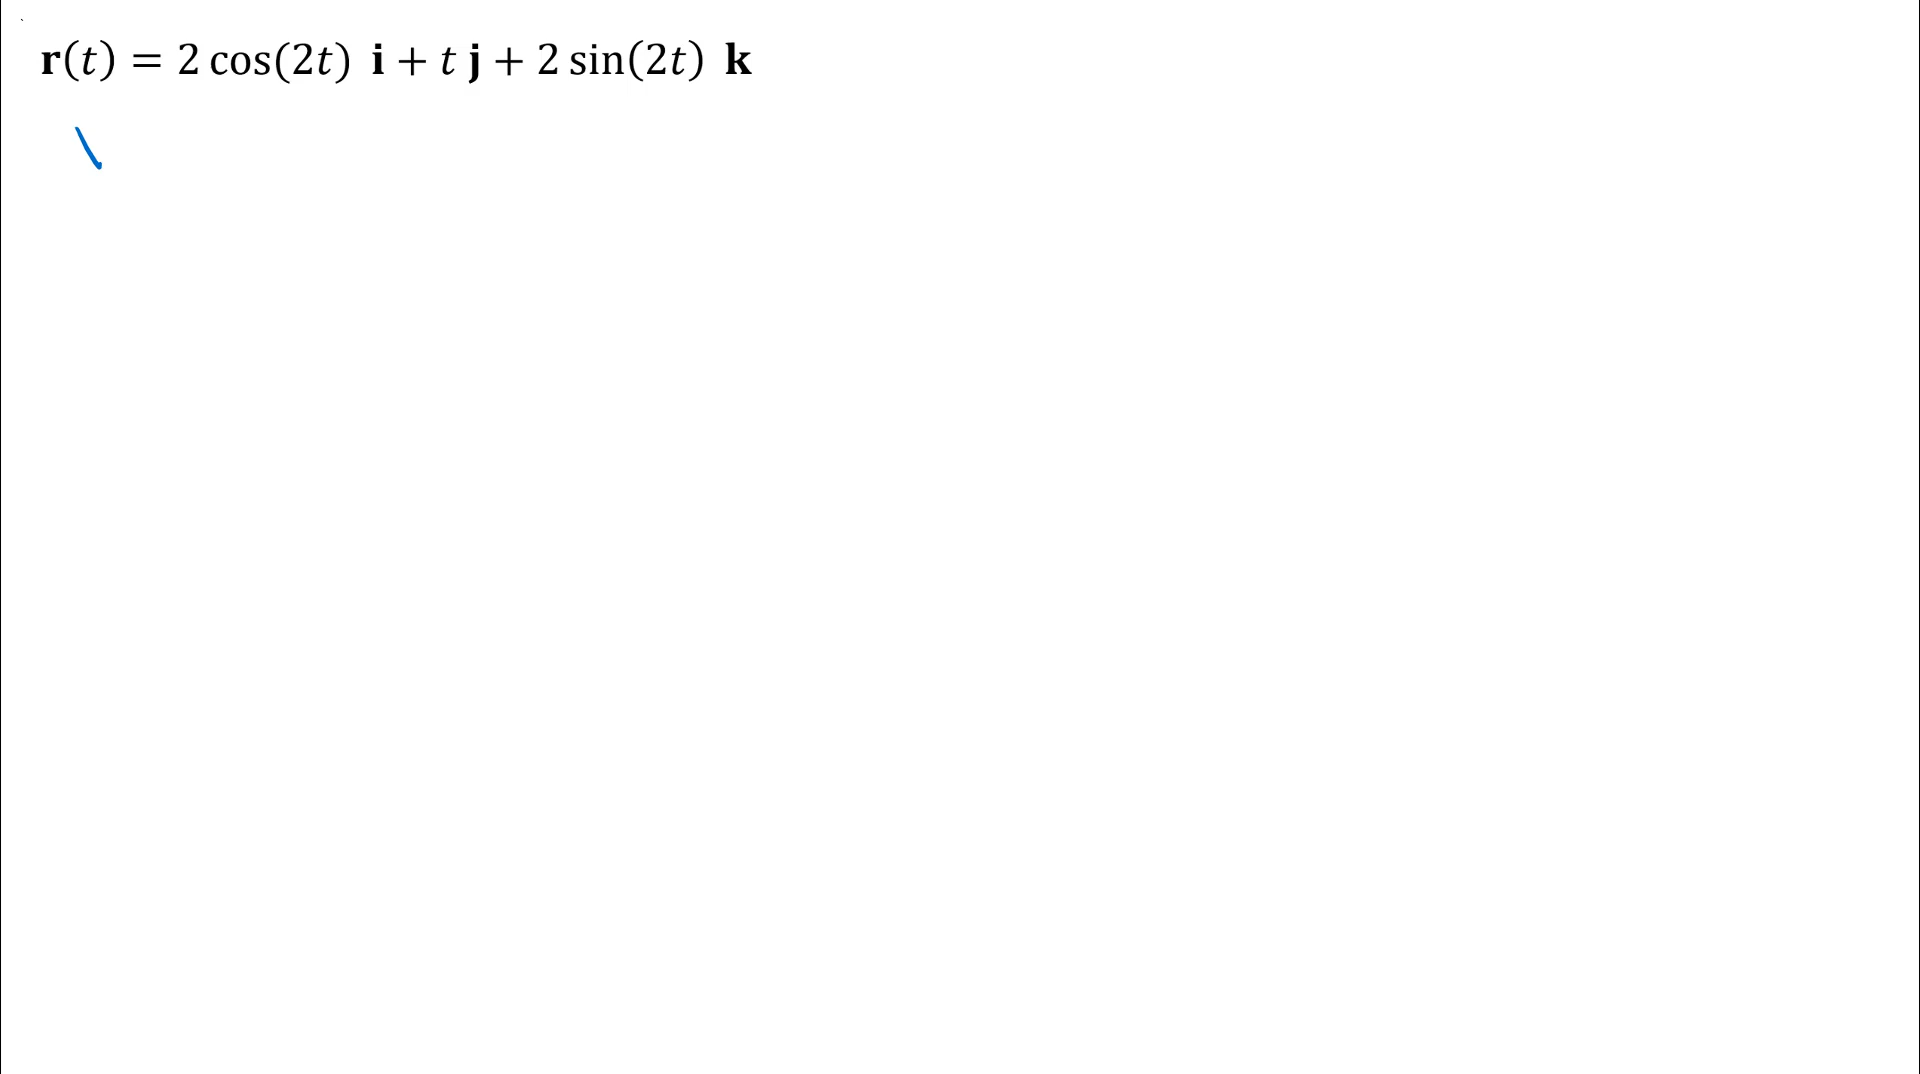 𝐫(𝑡) = 2 cos(2𝑡) 𝐢 + 𝑡 𝐣 + 2 sin(2𝑡) 𝐤